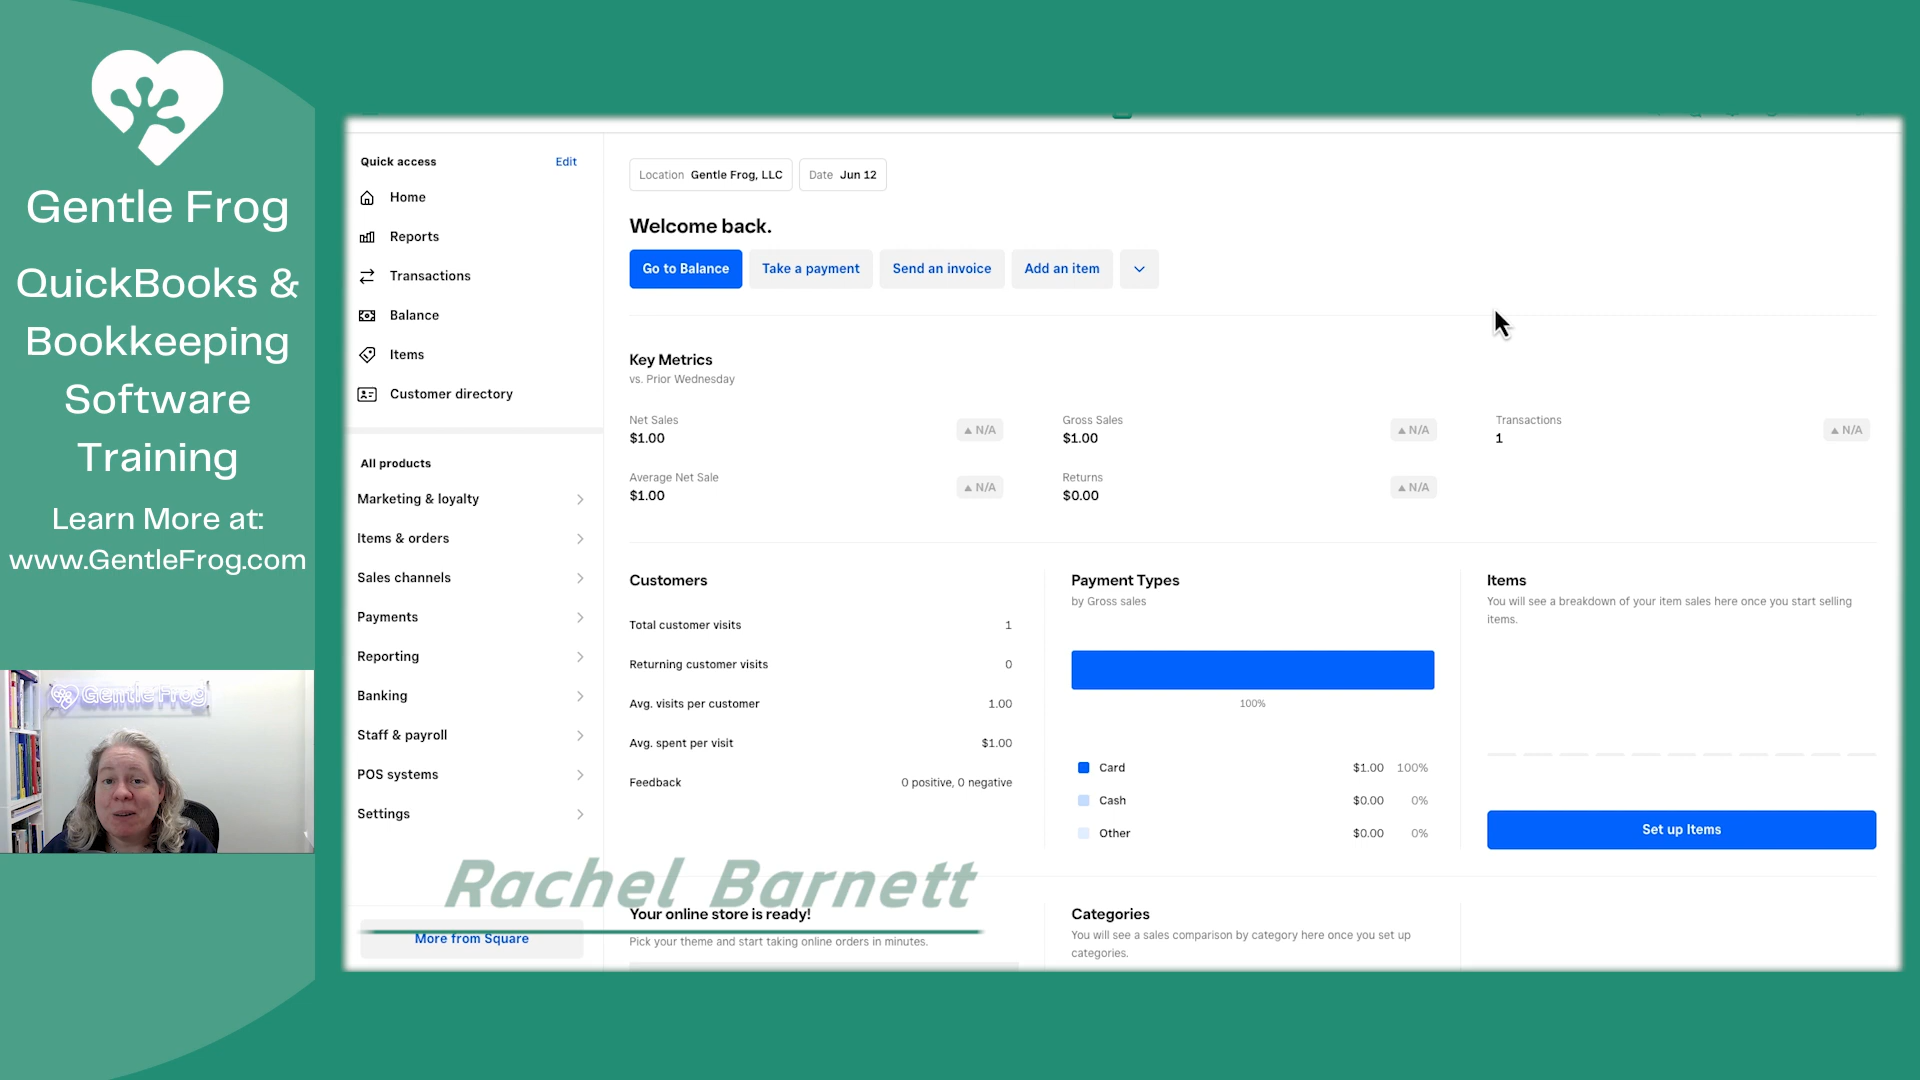 Gentle Frog
QuickBooks &
Bookkeeping
Software
Training
Learn More at:
www.GentleFrog.com
Gentle Frog
Quick access
Edit
Home
Reports
Transactions
Balance
Items
Customer directory
All products
Marketing & loyalty
Items & orders
Sales channels
Payments
Reporting
Banking
Staff & payroll
POS systems
Settings
More from Square
Location Gentle Frog, LLC
Date Jun 12
Welcome back.
Go to Balance
Take a payment
Send an invoice
Add an item
Key Metrics
vs. Prior Wednesday
Net Sales
$1.00
N/A
Gross Sales
$1.00
N/A
Transactions
1
N/A
Average Net Sale
$1.00
N/A
Returns
$0.00
N/A
Customers
Total customer visits 1
Returning customer visits 0
Avg. visits per customer 1.00
Avg. spent per visit $1.00
Feedback 0 positive, 0 negative
Payment Types
by Gross sales
100%
Card $1.00 100%
Cash $0.00 0%
Other $0.00 0%
Items
You will see a breakdown of your item sales here once you start selling
items.
Set up Items
Rachel Barnett
Your online store is ready!
Pick your theme and start taking online orders in minutes.
Categories
You will see a sales comparison by category here once you set up
categories.